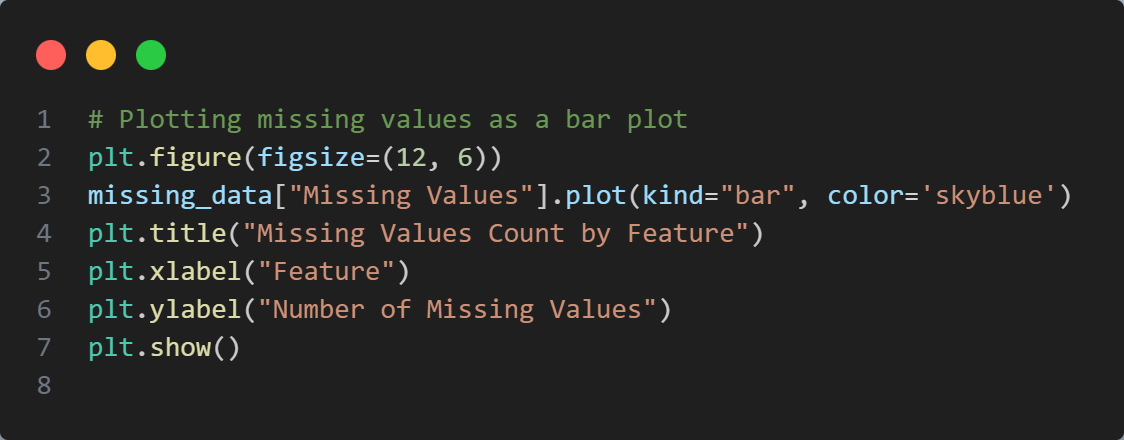 1 # Plotting missing values as a bar plot
2 plt.figure(figsize=(12, 6))
3 missing_data["Missing Values"].plot(kind="bar", color='skyblue')
4 plt.title("Missing Values Count by Feature")
5 plt.xlabel("Feature")
6 plt.ylabel("Number of Missing Values")
7 plt.show()
8